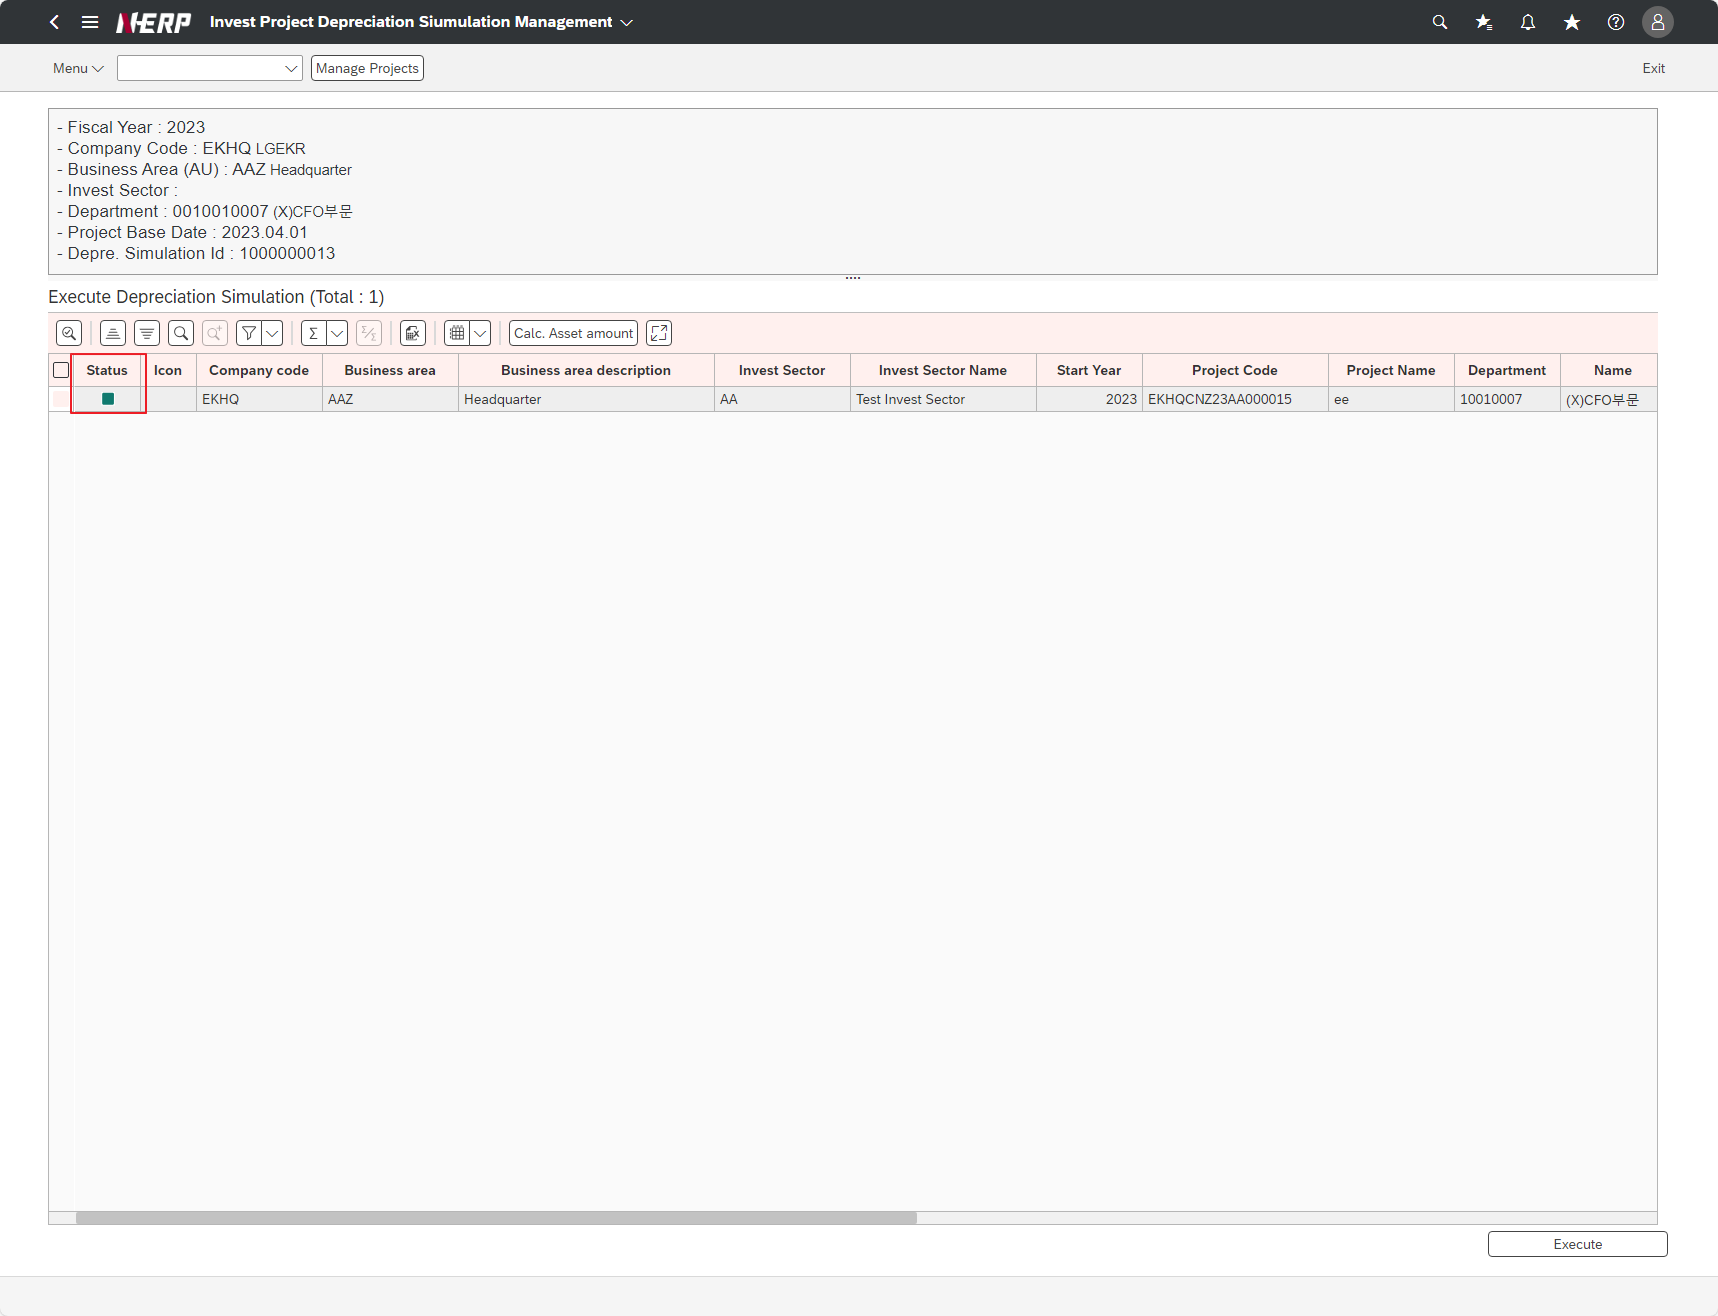 NERP Invest Project Depreciation Siumulation Management
Menu Manage Projects Exit
- Fiscal Year : 2023
- Company Code : EKHQ LGEKR
- Business Area (AU) : AAZ Headquarter
- Invest Sector :
- Department : 0010010007 (X)CFO부문
- Project Base Date : 2023.04.01
- Depre. Simulation Id : 1000000013
Execute Depreciation Simulation (Total : 1)
Calc. Asset amount
Status Icon Company code Business area Business area description Invest Sector Invest Sector Name Start Year Project Code Project Name Department Name
EKHQ AAZ Headquarter AA Test Invest Sector 2023 EKHQCNZ23AA000015 ee 10010007 (X)CFO부문
Execute